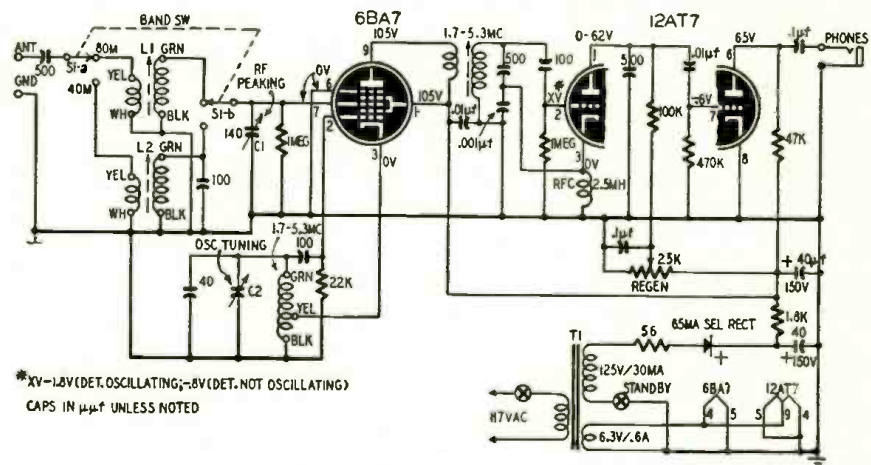 BAND SW
6BA7
12AT7
ANT
500
S1-a
80M
40M
GND
L1
GRN
YEL
WH
BLK
L2
GRN
YEL
WH
BLK
S1-b
100
RF
PEAKING
140
C1
1MEG
0V
6
7
2
9
105V
105V
1
3
0V
1.7-5.3MC
500
100
.01µf
.001µf
*
XV
2
1MEG
0-62V
1
500
3
0V
RFC
2.5MH
100K
.01µf
-.6V
7
470K
65V
6
8
.1µf
PHONES
47K
OSC TUNING
1.7-5.3MC
100
40
C2
GRN
YEL
BLK
22K
.1µf
25K
REGEN
+
40µf
150V
1.8K
40
+150V
T1
56
65MA SEL RECT
+
125V/30MA
STANDBY
117VAC
6.3V/.6A
6BA7
4
5
12AT7
5
9
4
*XV-1.8V(DET. OSCILLATING;-.8V(DET. NOT OSCILLATING)
CAPS IN µµf UNLESS NOTED